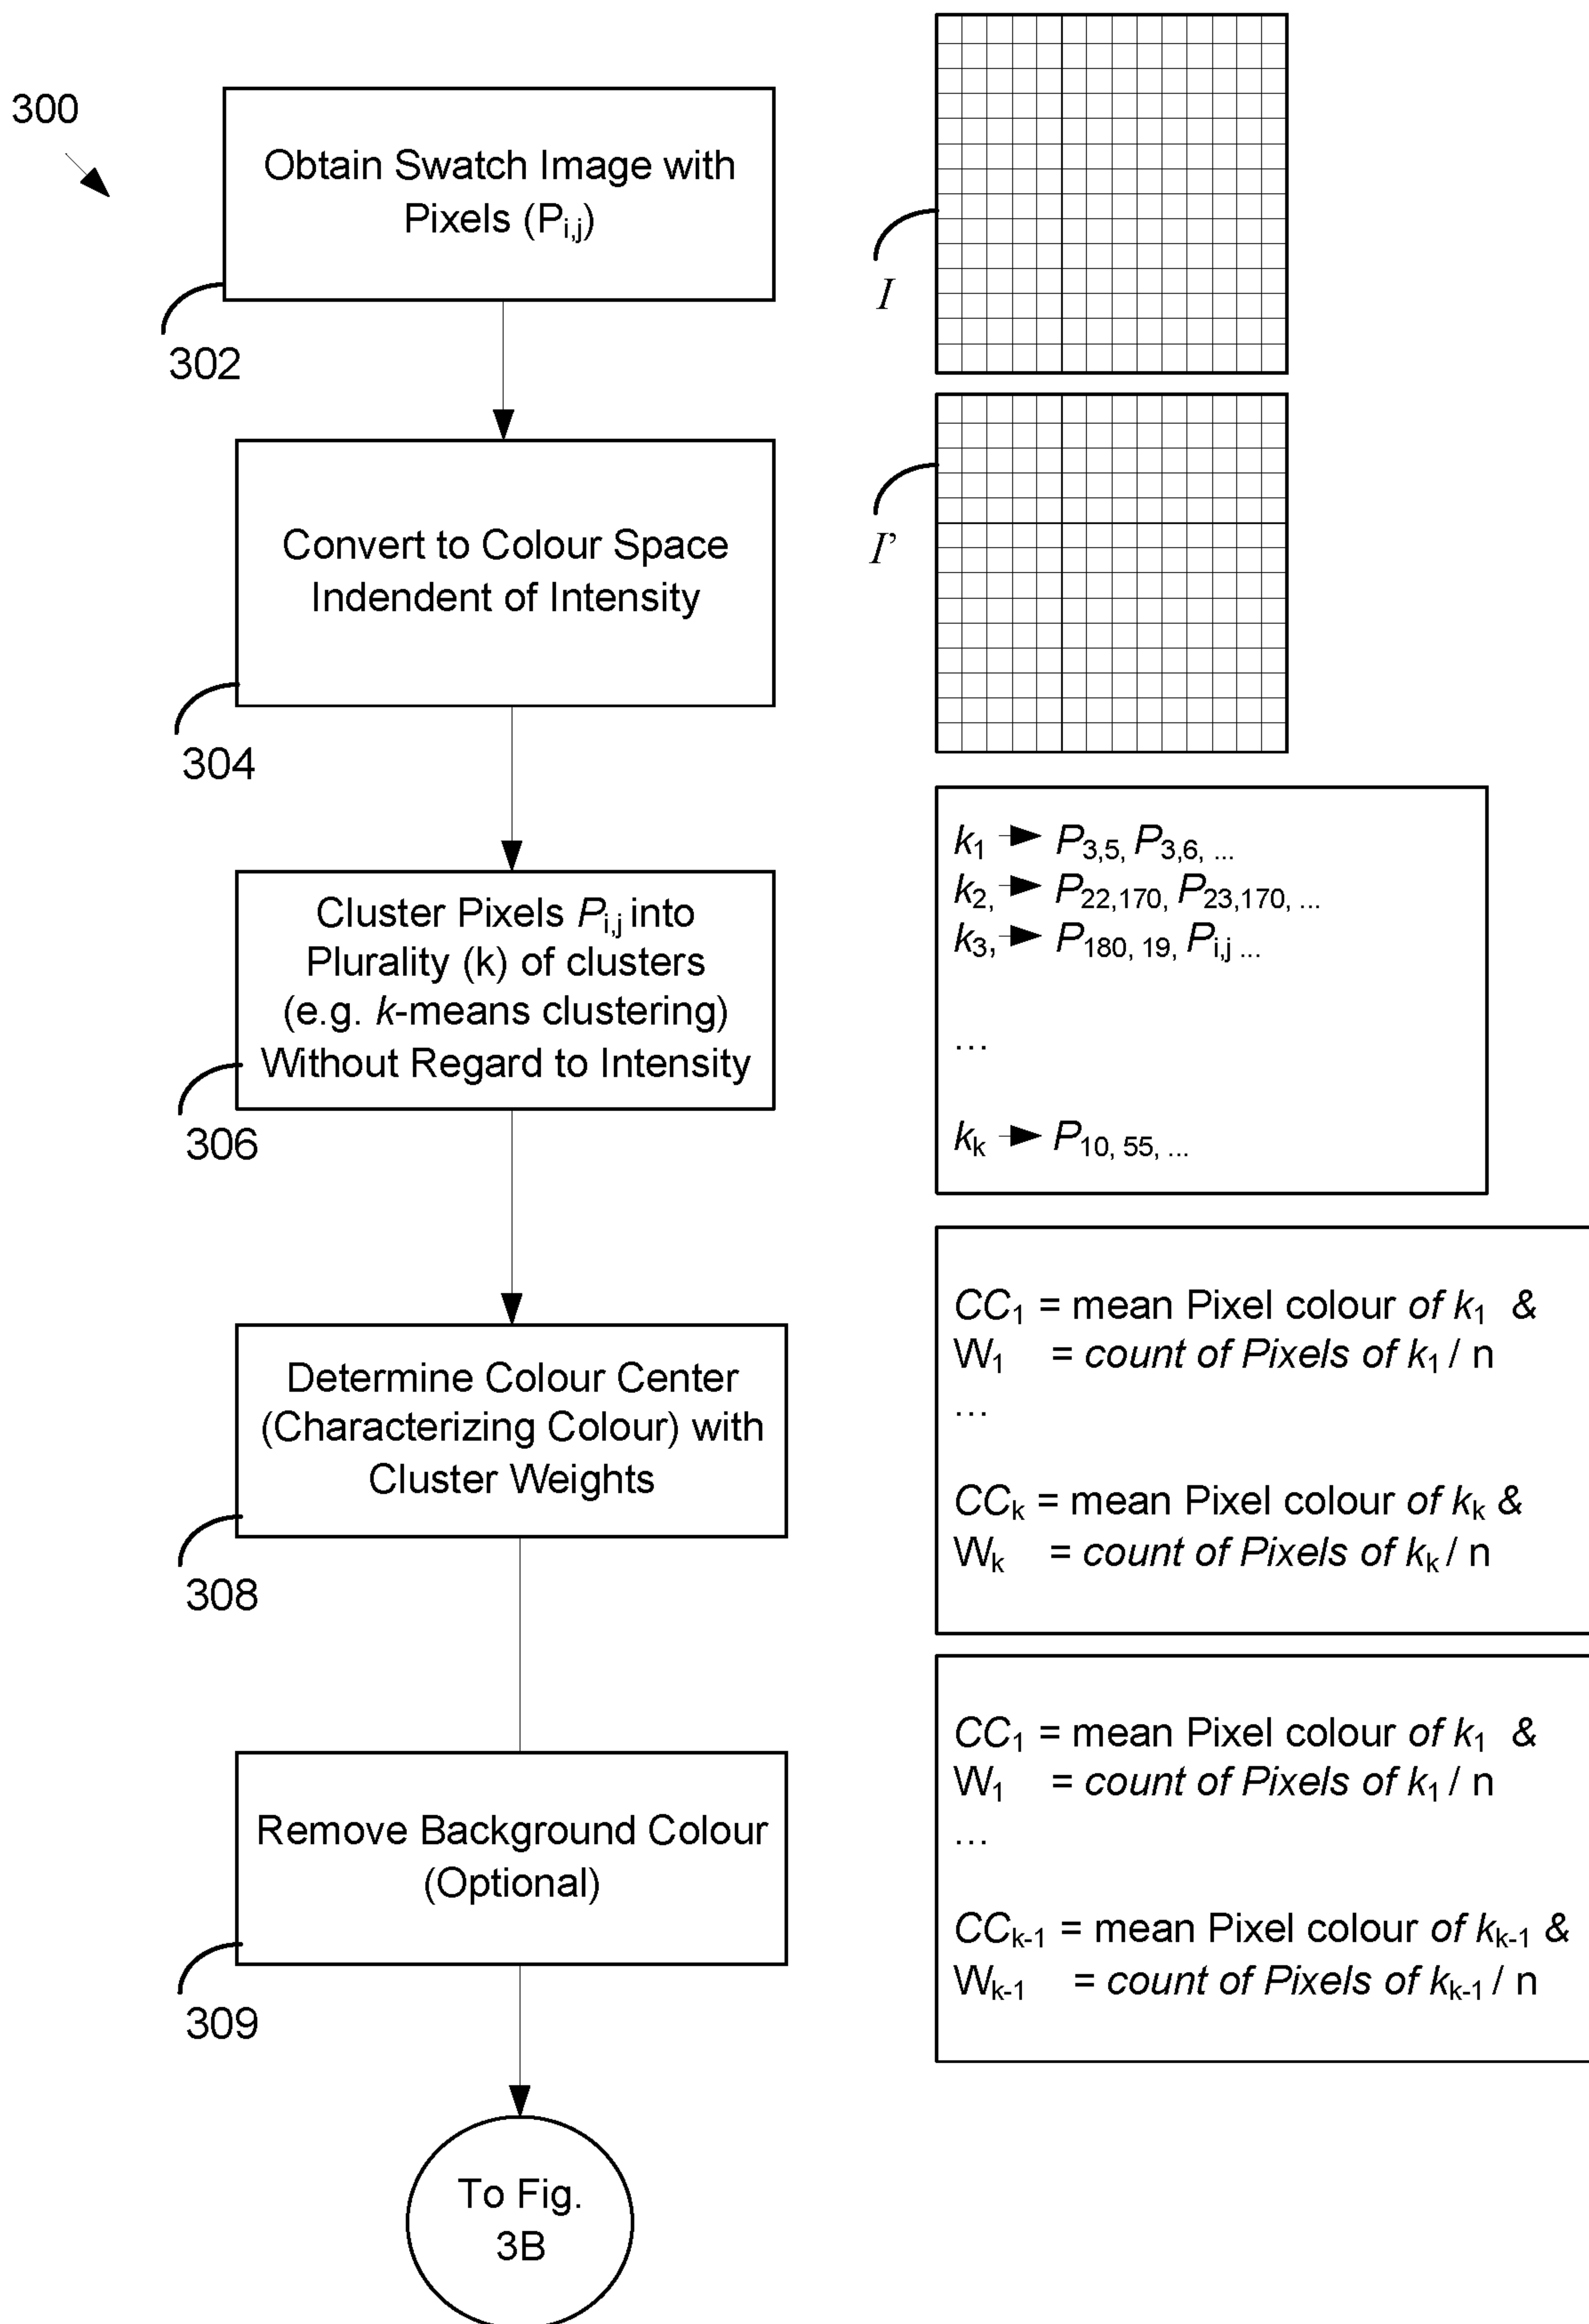 300
Obtain Swatch Image with
Pixels (Pi,j)
302
I
Convert to Colour Space
Indendent of Intensity
304
I’
Cluster Pixels Pi,j into
Plurality (k) of clusters
(e.g. k-means clustering)
Without Regard to Intensity
306
k1 P3,5, P3,6, ...
k2, P22,170, P23,170, ...
k3, P180, 19, Pi,j ...
...
kk P10, 55, ...
Determine Colour Center
(Characterizing Colour) with
Cluster Weights
308
CC1 = mean Pixel colour of k1 &
W1 = count of Pixels of k1 / n
...
CCk = mean Pixel colour of kk &
Wk = count of Pixels of kk / n
Remove Background Colour
(Optional)
309
CC1 = mean Pixel colour of k1 &
W1 = count of Pixels of k1 / n
...
CCk-1 = mean Pixel colour of kk-1 &
Wk-1 = count of Pixels of kk-1 / n
To Fig.
3B